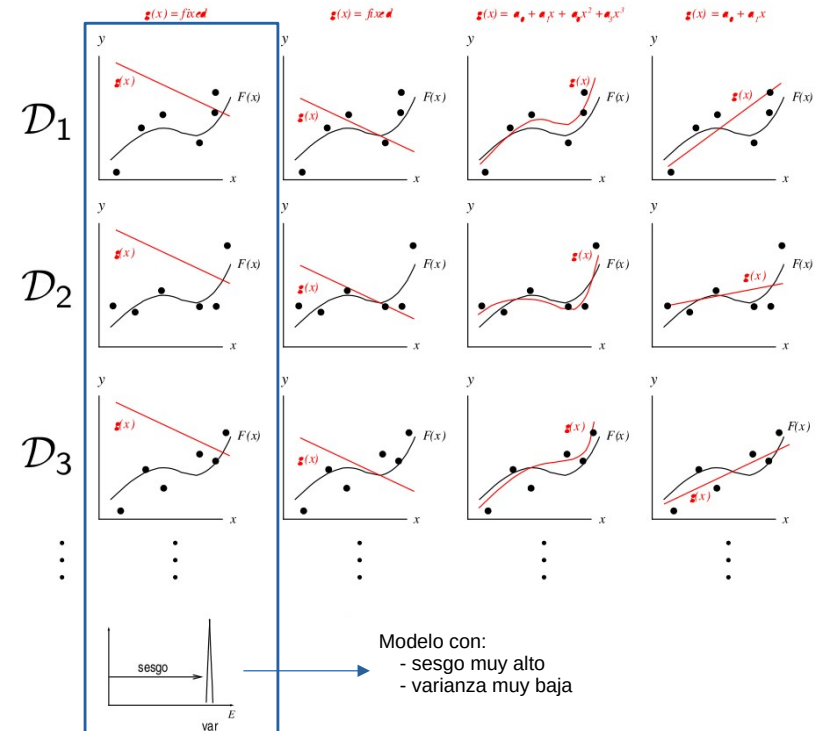 g(x) = fixed
g(x) = fixed
g(x) = a₀ + a₁x + a₂x² + a₃x³
g(x) = a₀ + a₁x
D₁
y
g(x)
F(x)
x
y
g(x)
F(x)
x
y
g(x)
F(x)
x
y
g(x)
F(x)
x
D₂
y
g(x)
F(x)
x
y
g(x)
F(x)
x
y
g(x)
F(x)
x
y
g(x)
F(x)
x
D₃
y
g(x)
F(x)
x
y
g(x)
F(x)
x
y
g(x)
F(x)
x
y
g(x)
F(x)
x
sesgo
E
var
Modelo con:
- sesgo muy alto
- varianza muy baja